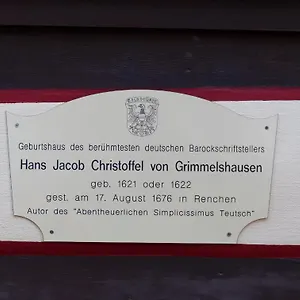 Geburtshaus des berühmtesten deutschen Barockschriftstellers
Hans Jacob Christoffel von Grimmelshausen
geb. 1621 oder 1622
gest. am 17. August 1676 in Renchen
Autor des "Abentheuerlichen Simplicissimus Teutsch"